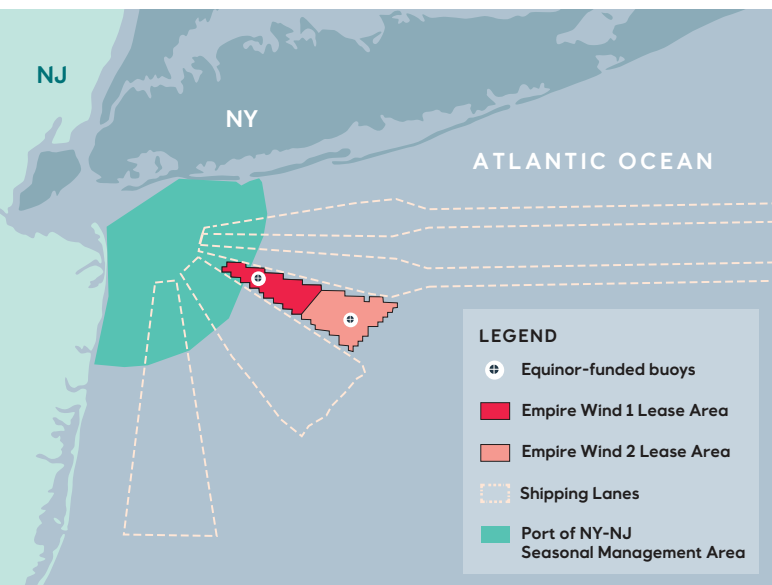 NJ
NY
ATLANTIC OCEAN
LEGEND
Equinor-funded buoys
Empire Wind 1 Lease Area
Empire Wind 2 Lease Area
Shipping Lanes
Port of NY-NJ
Seasonal Management Area